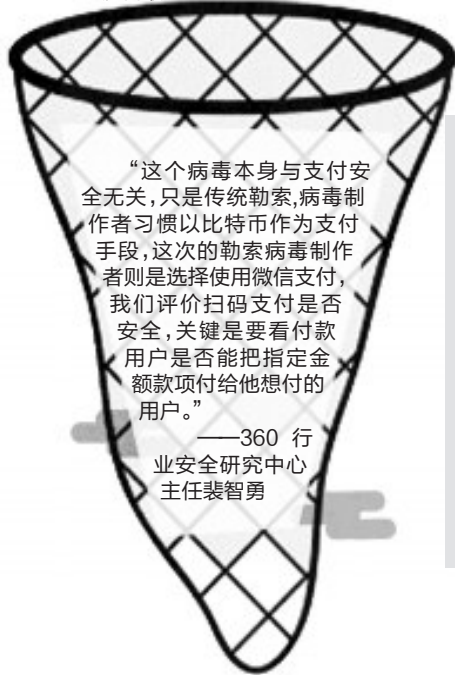 “这个病毒本身与支付安
全无关，只是传统勒索,病毒制
作者习惯以比特币作为支付
手段，这次的勒索病毒制作
者则是选择使用微信支付，
我们评价扫码支付是否
安全，关键是要看付款
用户是否能把指定金
额款项付给他想付的
用户。”
——360 行
业安全研究中心
主任裴智勇